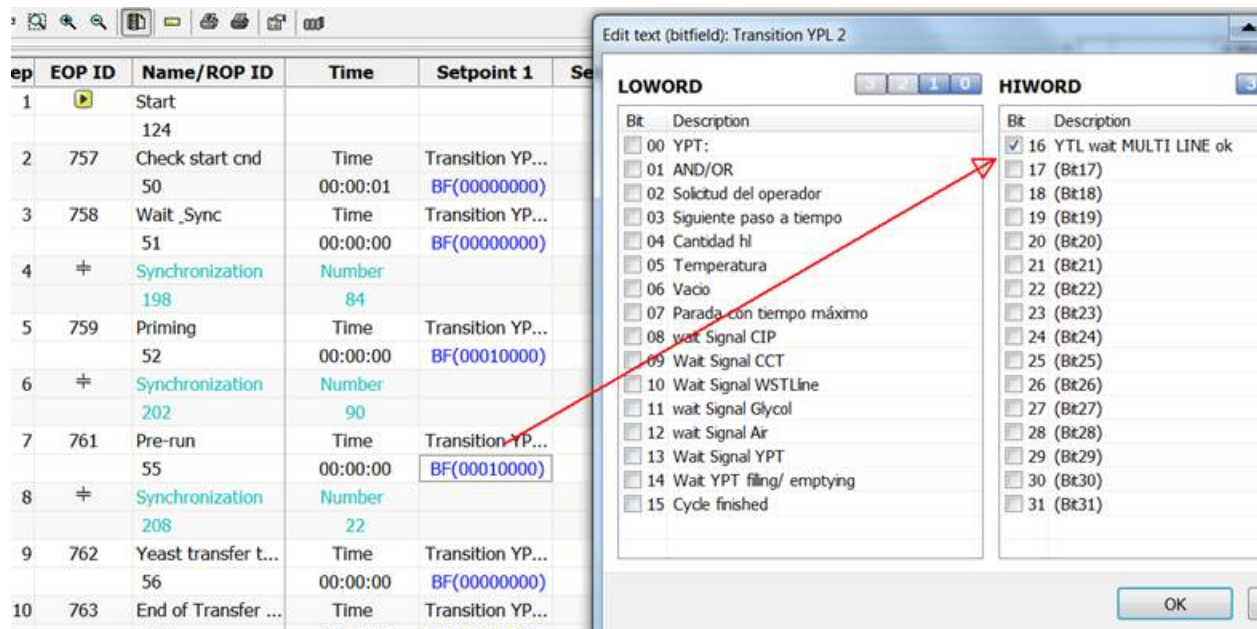 ep EOP ID Name/ROP ID Time Setpoint 1 Se
1 Start
124
2 757 Check start cnd Time Transition YP...
50 00:00:01 BF(00000000)
3 758 Wait _Sync Time Transition YP...
51 00:00:00 BF(00000000)
4 Synchronization Number
198 84
5 759 Priming Time Transition YP...
52 00:00:00 BF(00010000)
6 Synchronization Number
202 90
7 761 Pre-run Time Transition YP...
55 00:00:00 BF(00010000)
8 Synchronization Number
208 22
9 762 Yeast transfer t... Time Transition YP...
56 00:00:00 BF(00000000)
10 763 End of Transfer ... Time Transition YP...
Edit text (bitfield): Transition YPL 2
LOWORD 3 2 1 0
Bit Description
00 YPT:
01 AND/OR
02 Solicitud del operador
03 Siguiente paso a tiempo
04 Cantidad hl
05 Temperatura
06 Vacio
07 Parada con tiempo máximo
08 wait Signal CIP
09 Wait Signal CCT
10 Wait Signal WSTLine
11 wait Signal Glycol
12 wait Signal Air
13 Wait Signal YPT
14 Wait YPT filing/ emptying
15 Cycle finished
HIWORD 3
Bit Description
16 YTL wait MULTI LINE ok
17 (Bit17)
18 (Bit18)
19 (Bit19)
20 (Bit20)
21 (Bit21)
22 (Bit22)
23 (Bit23)
24 (Bit24)
25 (Bit25)
26 (Bit26)
27 (Bit27)
28 (Bit28)
29 (Bit29)
30 (Bit30)
31 (Bit31)
OK